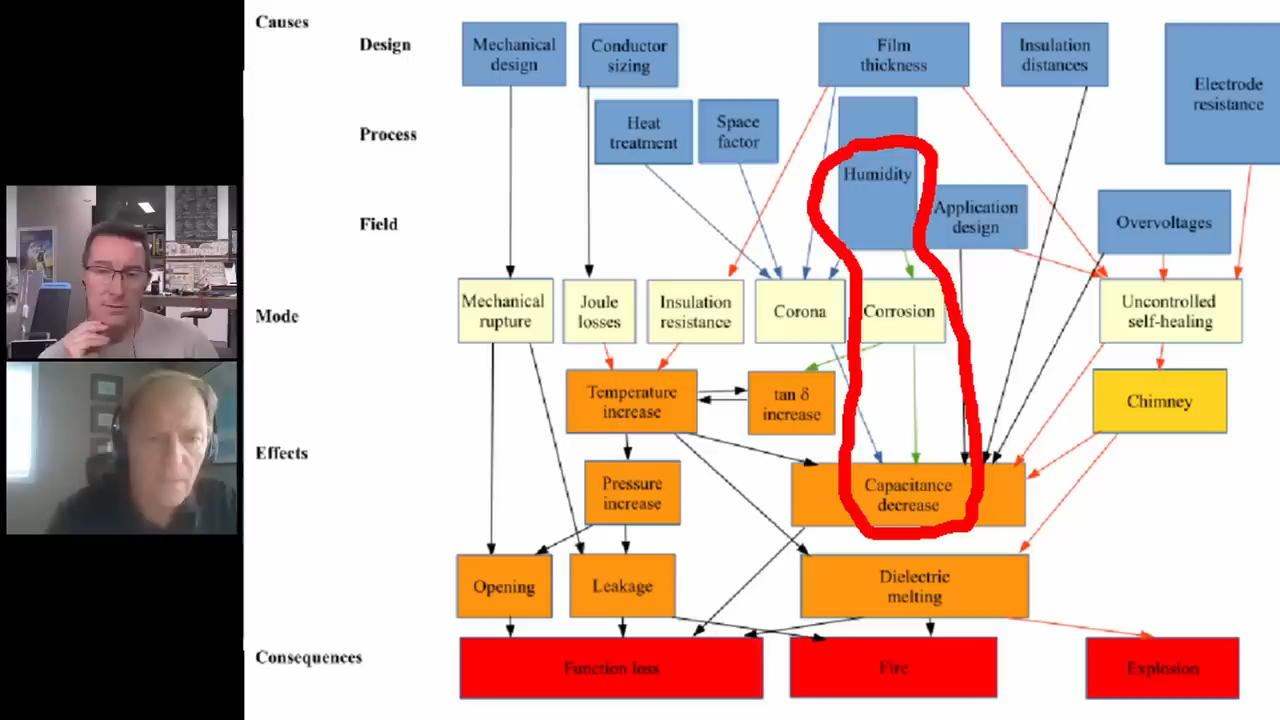 Causes
Design
Mechanical
design
Conductor
sizing
Film
thickness
Insulation
distances
Electrode
resistance
Process
Heat
treatment
Space
factor
Humidity
Field
Application
design
Overvoltages
Mode
Mechanical
rupture
Joule
losses
Insulation
resistance
Corona
Corrosion
Uncontrolled
self-healing
Effects
Temperature
increase
tan δ
increase
Chimney
Pressure
increase
Capacitance
decrease
Opening
Leakage
Dielectric
melting
Consequences
Function loss
Fire
Explosion